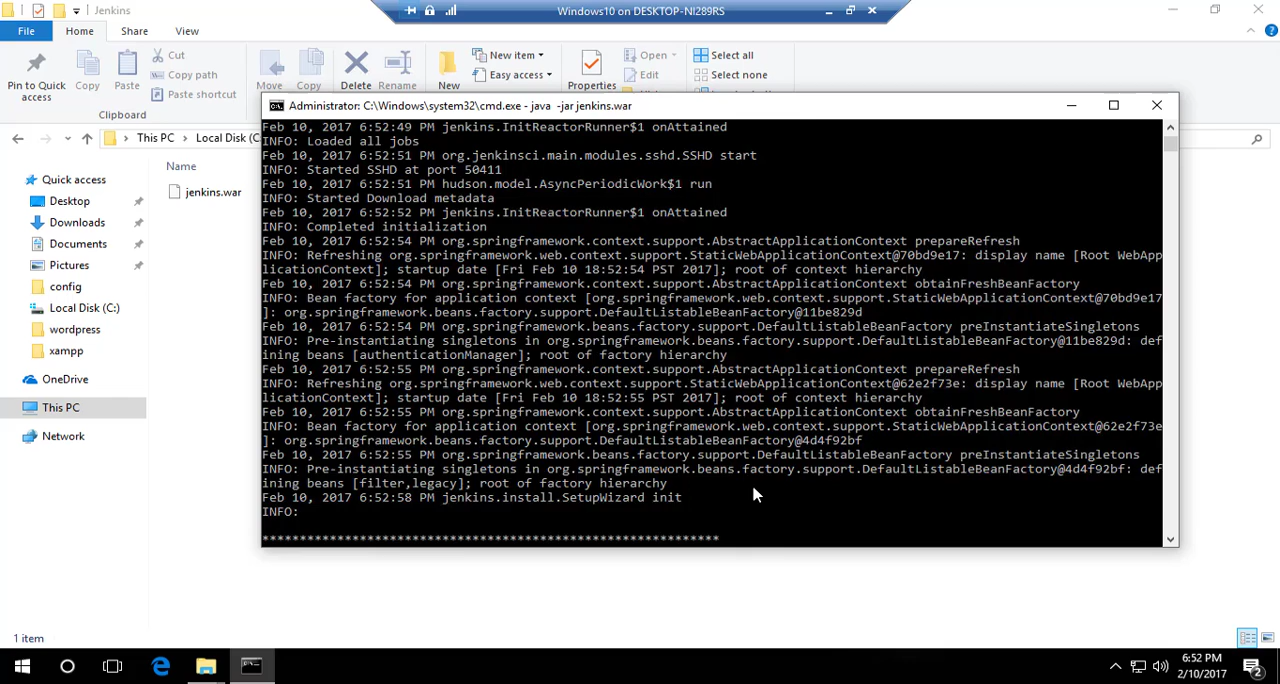 Jenkins
Windows10 on DESKTOP-NI289RS
File
Home
Share
View
Pin to Quick
access
Copy
Paste
Cut
Copy path
Paste shortcut
Clipboard
Move
Copy
Delete
Rename
New
New item
Easy access
Properties
Open
Edit
Select all
Select none
This PC
Local Disk (C
Administrator: C:\Windows\system32\cmd.exe - java  -jar jenkins.war
Quick access
Desktop
Downloads
Documents
Pictures
config
Local Disk (C:)
wordpress
xampp
OneDrive
This PC
Network
Name
jenkins.war
Feb 10, 2017 6:52:49 PM jenkins.InitReactorRunner$1 onAttained
INFO: Loaded all jobs
Feb 10, 2017 6:52:51 PM org.jenkinsci.main.modules.sshd.SSHD start
INFO: Started SSHD at port 50411
Feb 10, 2017 6:52:51 PM hudson.model.AsyncPeriodicWork$1 run
INFO: Started Download metadata
Feb 10, 2017 6:52:52 PM jenkins.InitReactorRunner$1 onAttained
INFO: Completed initialization
Feb 10, 2017 6:52:54 PM org.springframework.context.support.AbstractApplicationContext prepareRefresh
INFO: Refreshing org.springframework.web.context.support.StaticWebApplicationContext@70bd9e17: display name [Root WebApp
licationContext]; startup date [Fri Feb 10 18:52:54 PST 2017]; root of context hierarchy
Feb 10, 2017 6:52:54 PM org.springframework.context.support.AbstractApplicationContext obtainFreshBeanFactory
INFO: Bean factory for application context [org.springframework.web.context.support.StaticWebApplicationContext@70bd9e17
]: org.springframework.beans.factory.support.DefaultListableBeanFactory@11be829d
Feb 10, 2017 6:52:54 PM org.springframework.beans.factory.support.DefaultListableBeanFactory preInstantiateSingletons
INFO: Pre-instantiating singletons in org.springframework.beans.factory.support.DefaultListableBeanFactory@11be829d: def
ining beans [authenticationManager]; root of factory hierarchy
Feb 10, 2017 6:52:55 PM org.springframework.context.support.AbstractApplicationContext prepareRefresh
INFO: Refreshing org.springframework.web.context.support.StaticWebApplicationContext@62e2f73e: display name [Root WebApp
licationContext]; startup date [Fri Feb 10 18:52:55 PST 2017]; root of context hierarchy
Feb 10, 2017 6:52:55 PM org.springframework.context.support.AbstractApplicationContext obtainFreshBeanFactory
INFO: Bean factory for application context [org.springframework.web.context.support.StaticWebApplicationContext@62e2f73e
]: org.springframework.beans.factory.support.DefaultListableBeanFactory@4d4f92bf
Feb 10, 2017 6:52:55 PM org.springframework.beans.factory.support.DefaultListableBeanFactory preInstantiateSingletons
INFO: Pre-instantiating singletons in org.springframework.beans.factory.support.DefaultListableBeanFactory@4d4f92bf: def
ining beans [filter,legacy]; root of factory hierarchy
Feb 10, 2017 6:52:58 PM jenkins.install.SetupWizard init
INFO:
*************************************************************
1 item
6:52 PM
2/10/2017
2